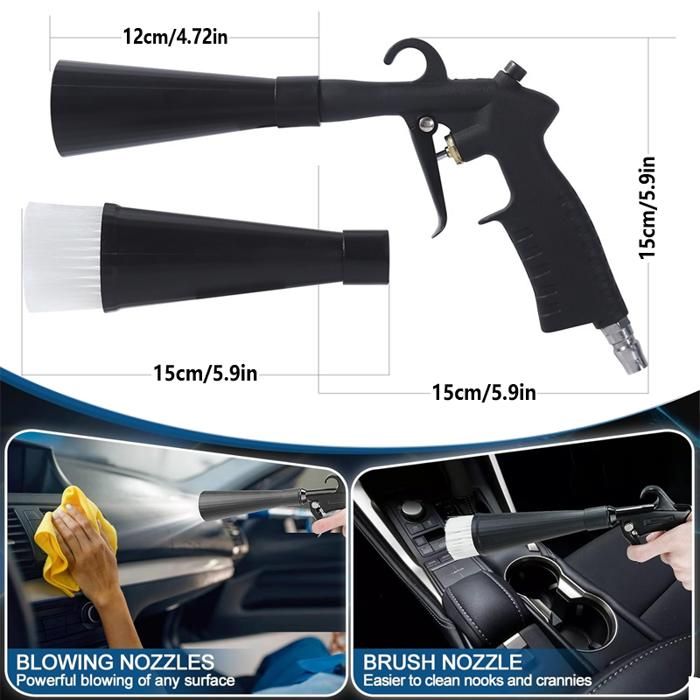 12cm/4.72in
15cm/5.9in
15cm/5.9in
15cm/5.9in
BLOWING NOZZLES
Powerful blowing of any surface
BRUSH NOZZLE
Easier to clean nooks and crannies